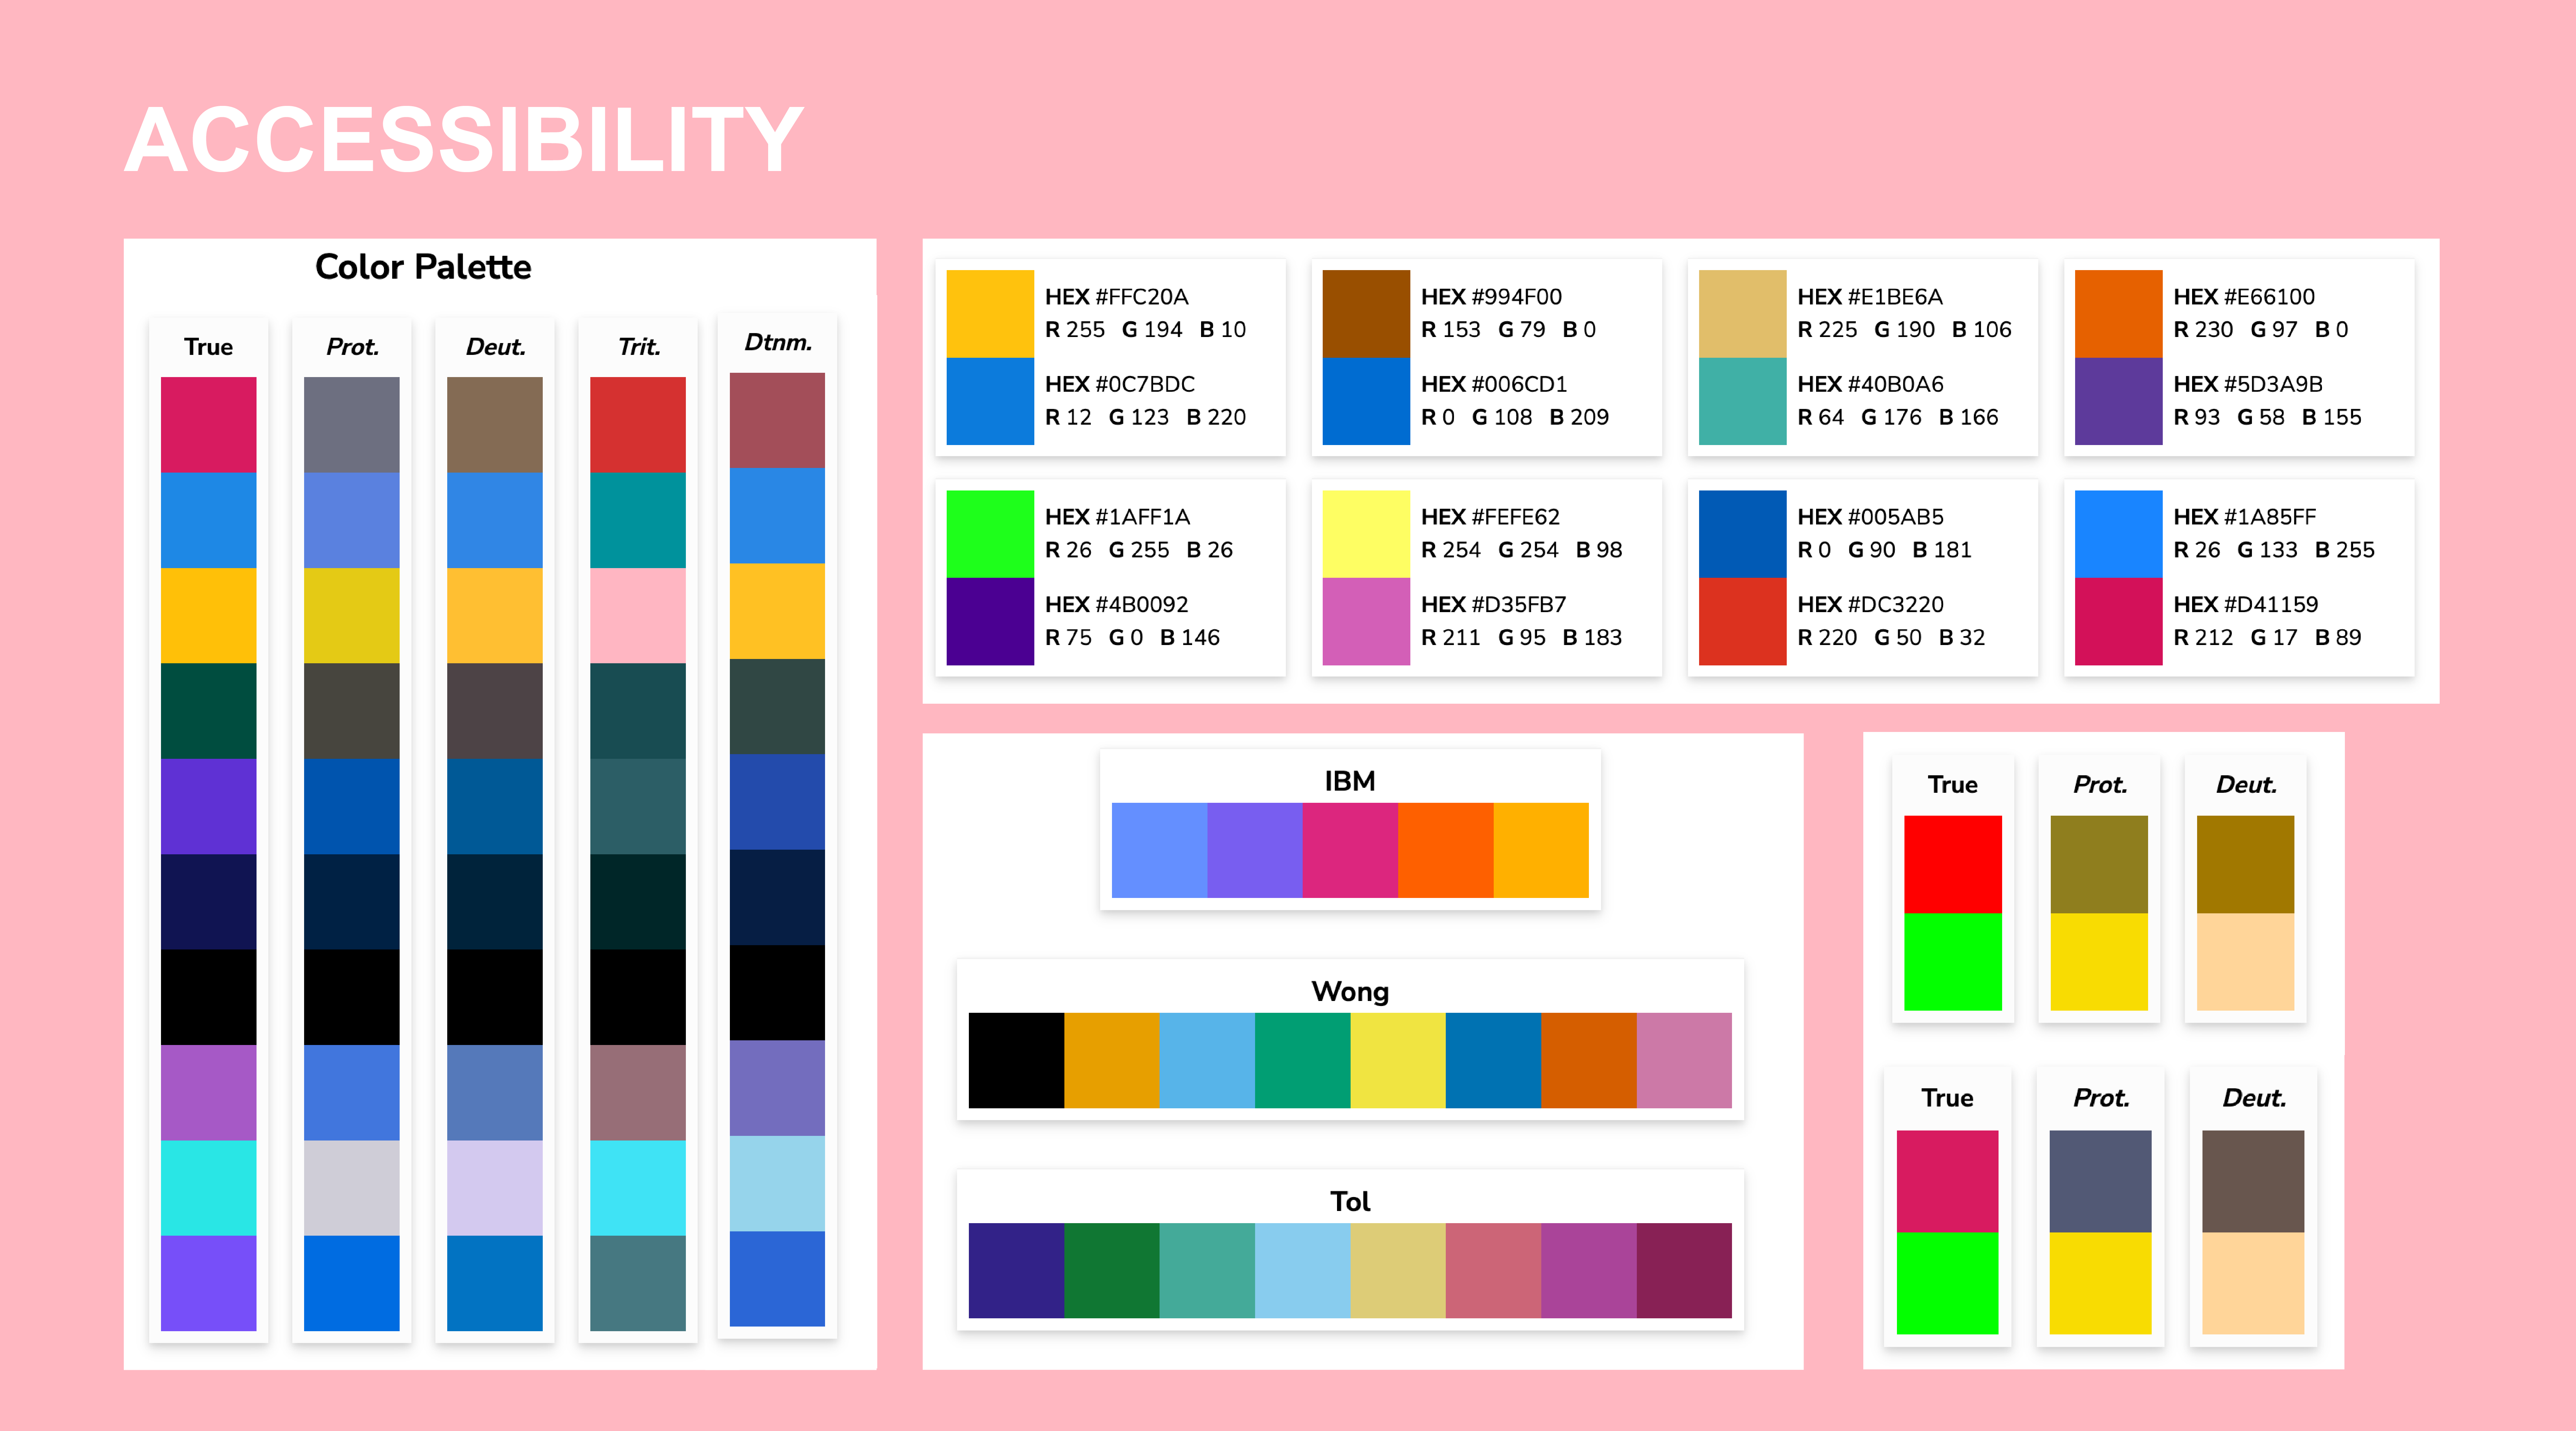 ACCESSIBILITY
Color Palette
True Prot. Deut. Trit. Dtnm.
HEX #FFC20A
R 255 G 194 B 10
HEX #0C7BDC
R 12 G 123 B 220
HEX #994F00
R 153 G 79 B 0
HEX #006CD1
R 0 G 108 B 209
HEX #E1BE6A
R 225 G 190 B 106
HEX #40B0A6
R 64 G 176 B 166
HEX #E66100
R 230 G 97 B 0
HEX #5D3A9B
R 93 G 58 B 155
HEX #1AFF1A
R 26 G 255 B 26
HEX #4B0092
R 75 G 0 B 146
HEX #FEFE62
R 254 G 254 B 98
HEX #D35FB7
R 211 G 95 B 183
HEX #005AB5
R 0 G 90 B 181
HEX #DC3220
R 220 G 50 B 32
HEX #1A85FF
R 26 G 133 B 255
HEX #D41159
R 212 G 17 B 89
IBM
Wong
Tol
True Prot. Deut.
True Prot. Deut.